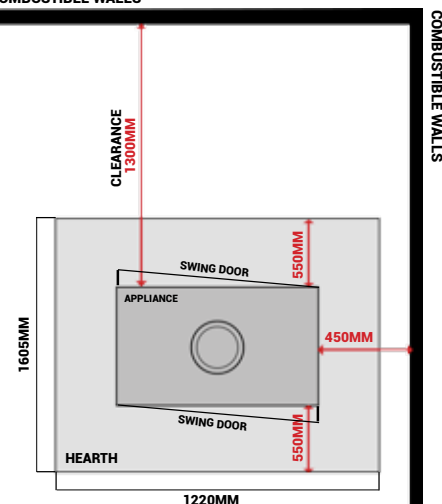 COMBUSTIBLE WALLS
COMBUSTIBLE WALLS
CLEARANCE
1300MM
SWING DOOR
550MM
APPLIANCE
450MM
1605MM
SWING DOOR
550MM
HEARTH
1220MM